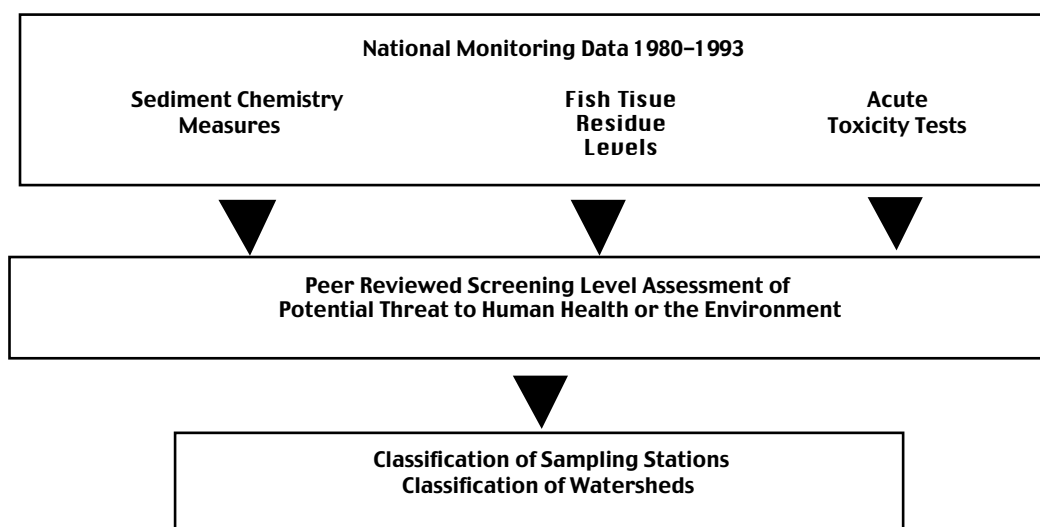 National Monitoring Data 1980–1993
Sediment Chemistry
Measures
Fish Tisue
Residue
Levels
Acute
Toxicity Tests
Peer Reviewed Screening Level Assessment of
Potential Threat to Human Health or the Environment
Classification of Sampling Stations
Classification of Watersheds